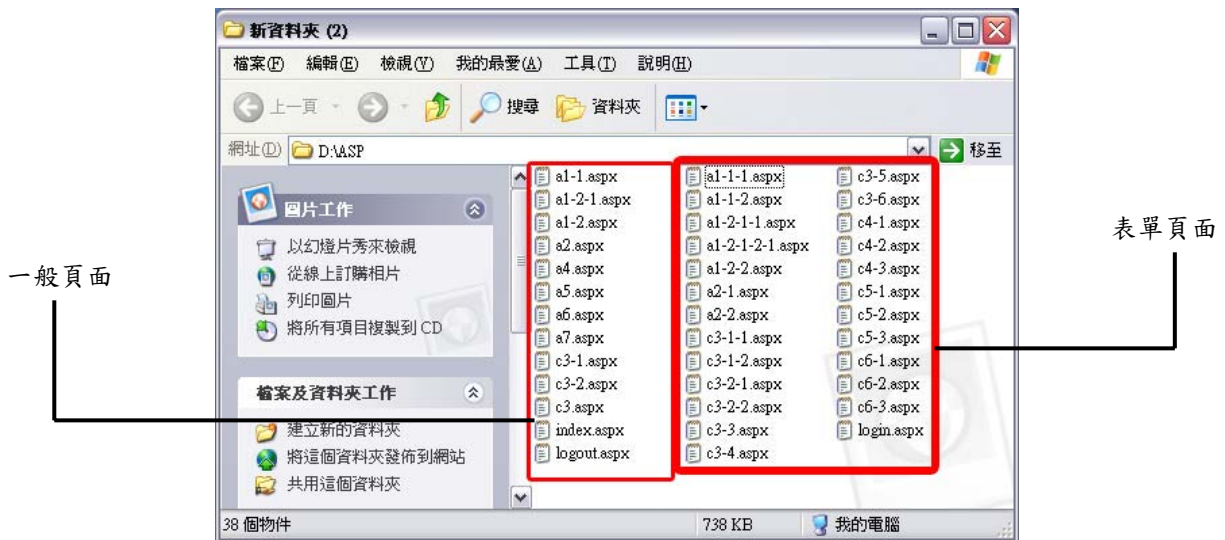 新資料夾 (2)
檔案(F) 編輯(E) 檢視(V) 我的最愛(A) 工具(T) 說明(H)
上一頁 搜尋 資料夾
網址(D) D:\ASP 移至
圖片工作
以幻燈片秀來檢視
從線上訂購相片
列印圖片
將所有項目複製到 CD
檔案及資料夾工作
建立新的資料夾
將這個資料夾發佈到網站
共用這個資料夾
a1-1.aspx
a1-2-1.aspx
a1-2.aspx
a2.aspx
a4.aspx
a5.aspx
a6.aspx
a7.aspx
c3-1.aspx
c3-2.aspx
c3.aspx
index.aspx
logout.aspx
a1-1-1.aspx
a1-1-2.aspx
a1-2-1-1.aspx
a1-2-1-2-1.aspx
a1-2-2.aspx
a2-1.aspx
a2-2.aspx
c3-1-1.aspx
c3-1-2.aspx
c3-2-1.aspx
c3-2-2.aspx
c3-3.aspx
c3-4.aspx
c3-5.aspx
c3-6.aspx
c4-1.aspx
c4-2.aspx
c4-3.aspx
c5-1.aspx
c5-2.aspx
c5-3.aspx
c6-1.aspx
c6-2.aspx
c6-3.aspx
login.aspx
38 個物件 738 KB 我的電腦
一般頁面
表單頁面